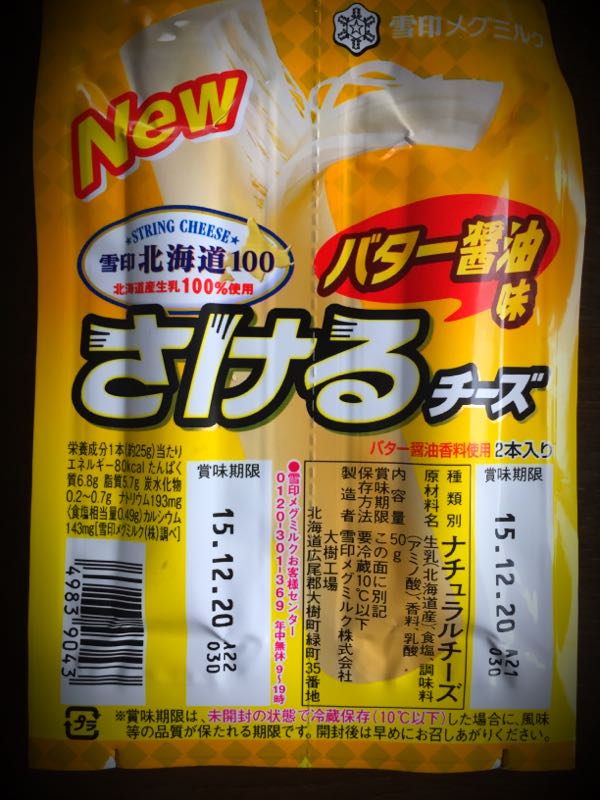 雪印メグミルク
New
★STRING CHEESE★
雪印 北海道100
北海道産生乳100%使用
バター醤油
味
さける
チーズ
バター醤油香料使用 2本入り
栄養成分1本(約25g)当たり
エネルギー80kcal たんぱく
質6.8g 脂質5.7g 炭水化物
0.2〜0.7g ナトリウム193mg
(食塩相当量0.49g)カルシウム
143mg[雪印メグミルク(株)調べ]
4983 9043
賞味期限
15.12.20 A22
030
●雪印メグミルクお客様センター
0120-301-369 年中無休 9〜19時
種類別 ナチュラルチーズ
原材料名 生乳(北海道産)、食塩、調味料
(アミノ酸)、香料、乳酸
内容量 50g
賞味期限 この面に別記
保存方法 要冷蔵10℃以下
製造者 雪印メグミルク株式会社
大樹工場
北海道広尾郡大樹町緑町35番地
賞味期限
15.12.20 A21
030
プラ
※賞味期限は、未開封の状態で冷蔵保存(10℃以下)した場合に、風味
等の品質が保たれる期限です。開封後は早めにお召しあがりください。